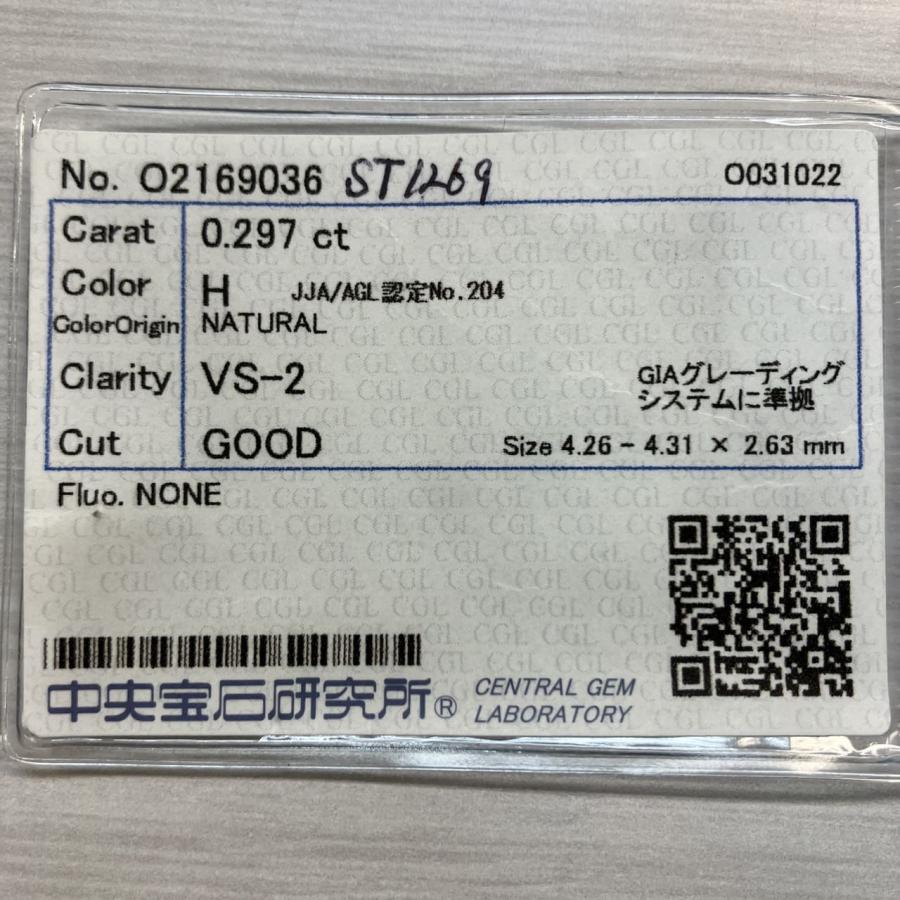 No. O2169036 ST1269 O031022
Carat 0.297 ct
Color H JJA/AGL認定No.204
ColorOrigin NATURAL
Clarity VS-2 GIAグレーディング
システムに準拠
Cut GOOD Size 4.26 - 4.31 × 2.63 mm
Fluo. NONE
中央宝石研究所® CENTRAL GEM
LABORATORY